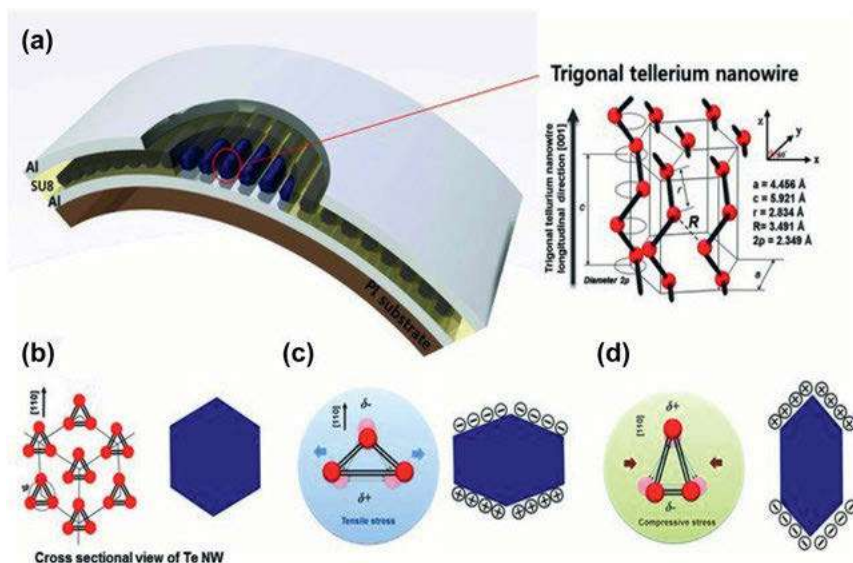 (a)
Trigonal tellerium nanowire
Al
SU8
Al
PI substrate
Trigonal tellerium nanowire
longitudinal direction [001]
c
r
R
a
Diameter 2p
z
y
x
a = 4.456 Å
c = 5.921 Å
r = 2.834 Å
R= 3.491 Å
2p = 2.349 Å
(b)
[110]
Cross sectional view of Te NW
(c)
[110]
δ-
δ+
Tensile stress
(d)
[110]
δ+
δ-
Compressive stress